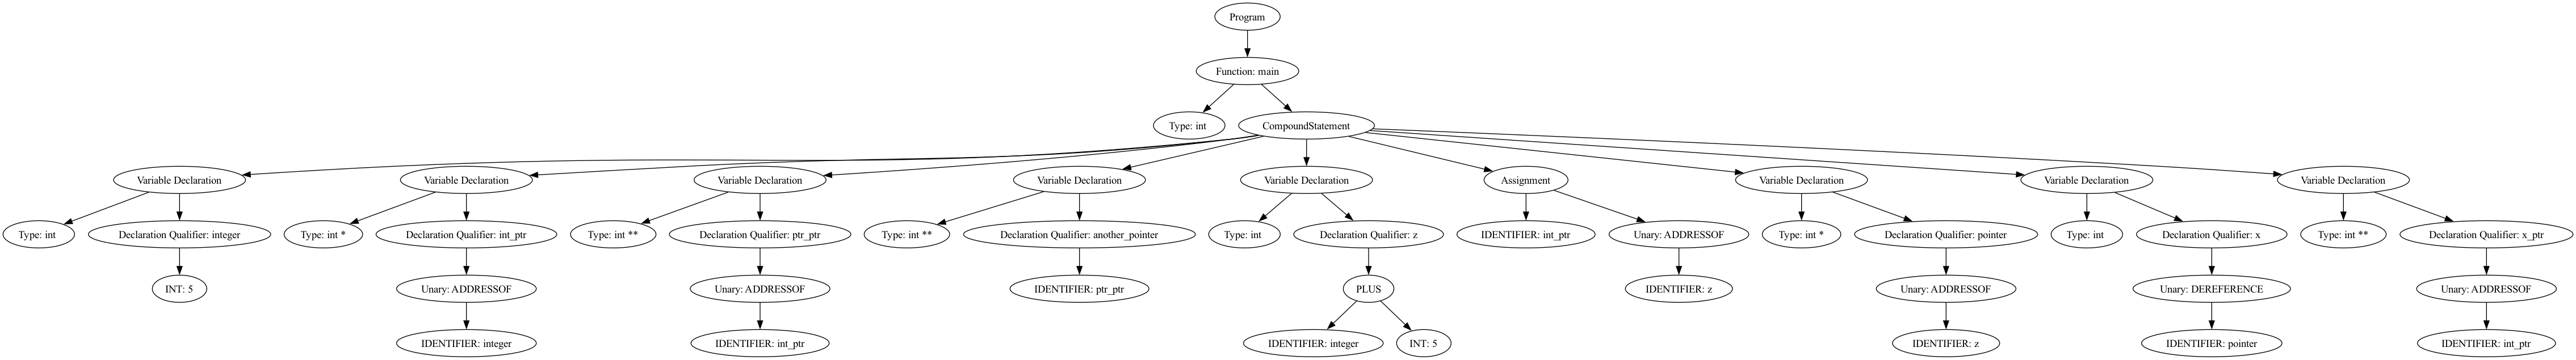 Program
Function: main
Type: int
CompoundStatement
Variable Declaration
Variable Declaration
Variable Declaration
Variable Declaration
Variable Declaration
Assignment
Variable Declaration
Variable Declaration
Variable Declaration
Type: int
Declaration Qualifier: integer
Type: int *
Declaration Qualifier: int_ptr
Type: int **
Declaration Qualifier: ptr_ptr
Type: int **
Declaration Qualifier: another_pointer
Type: int
Declaration Qualifier: z
IDENTIFIER: int_ptr
Unary: ADDRESSOF
Type: int *
Declaration Qualifier: pointer
Type: int
Declaration Qualifier: x
Type: int **
Declaration Qualifier: x_ptr
INT: 5
Unary: ADDRESSOF
Unary: ADDRESSOF
IDENTIFIER: ptr_ptr
PLUS
IDENTIFIER: z
Unary: ADDRESSOF
Unary: DEREFERENCE
Unary: ADDRESSOF
IDENTIFIER: integer
IDENTIFIER: int_ptr
IDENTIFIER: integer
INT: 5
IDENTIFIER: z
IDENTIFIER: pointer
IDENTIFIER: int_ptr